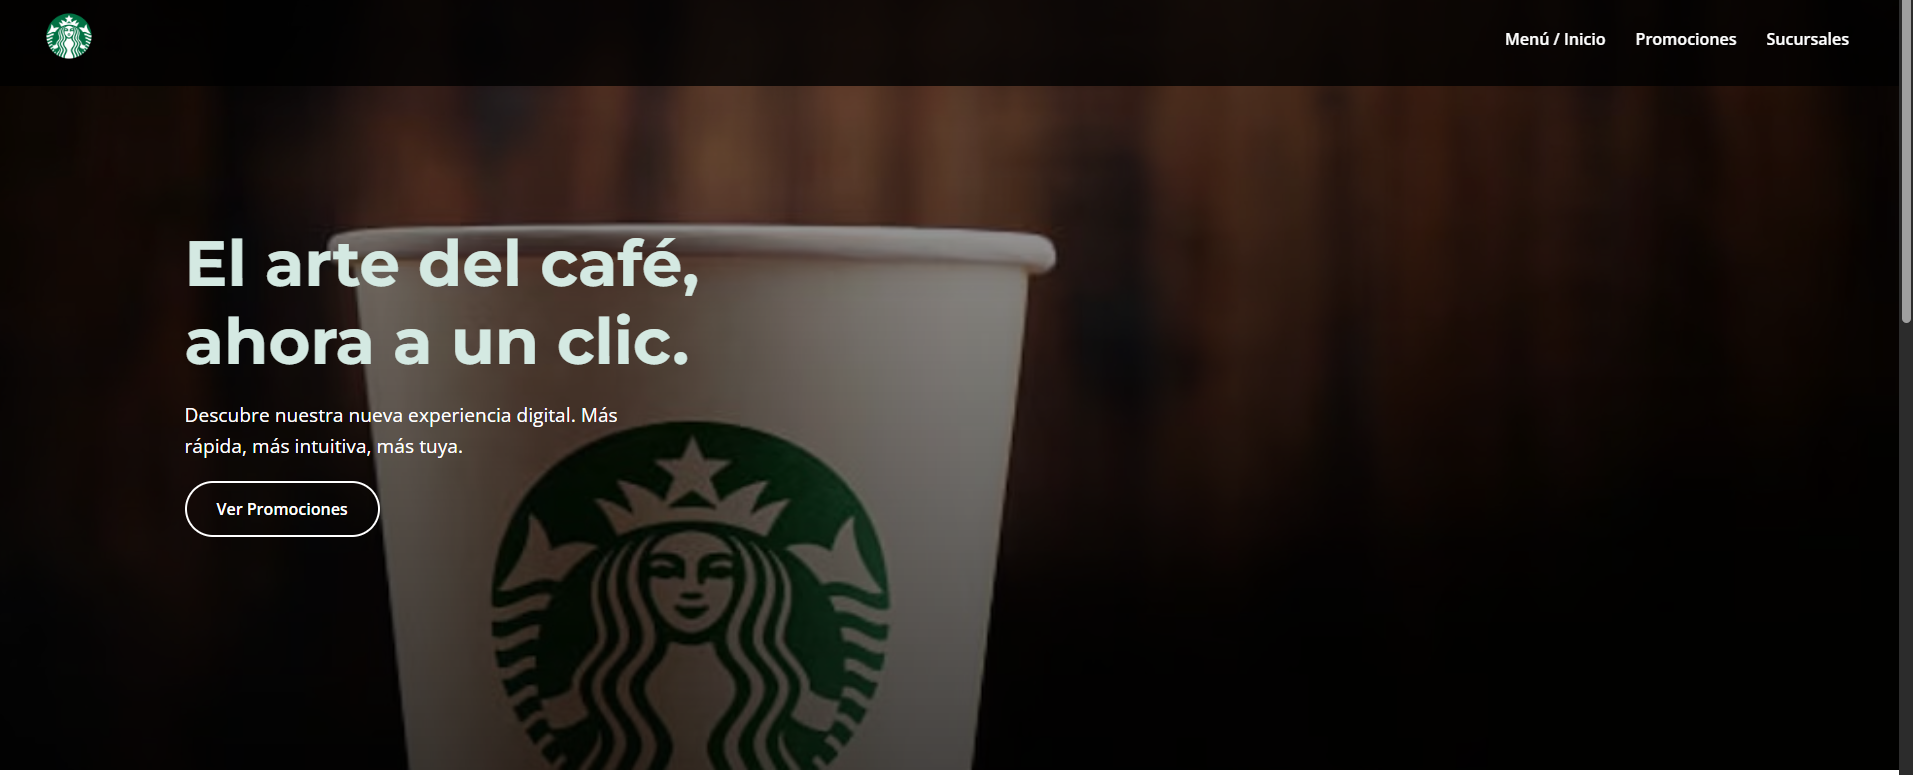 Menú / Inicio Promociones Sucursales
El arte del café,
ahora a un clic.
Descubre nuestra nueva experiencia digital. Más
rápida, más intuitiva, más tuya.
Ver Promociones